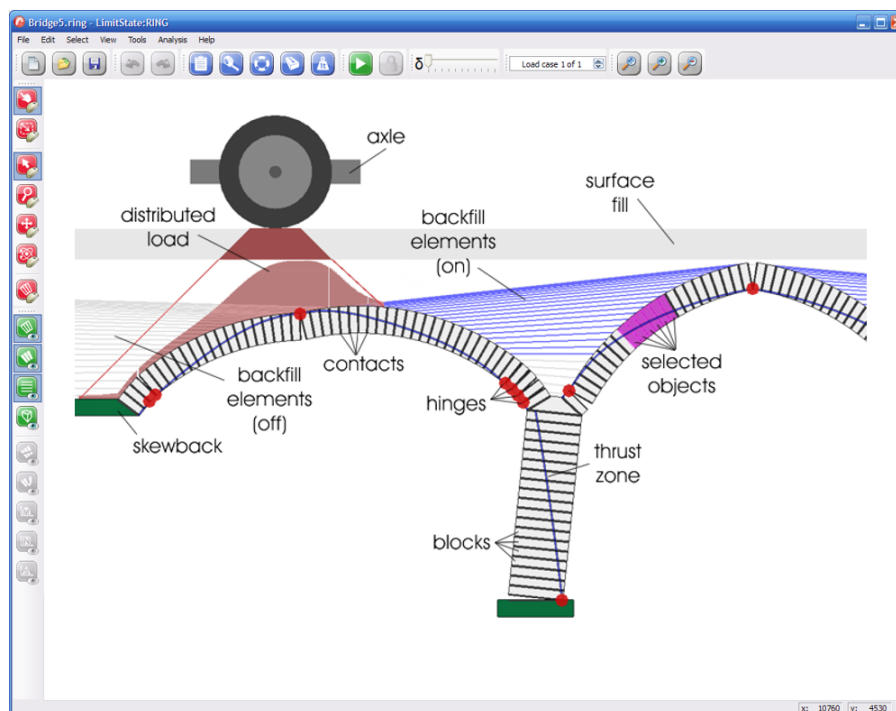 Bridge5.ring - LimitState:RING
File Edit Select View Tools Analysis Help
δ
Load case 1 of 1
axle
distributed
load
backfill
elements
(on)
surface
fill
contacts
backfill
elements
(off)
hinges
selected
objects
skewback
thrust
zone
blocks
x: 10760 y: 4530